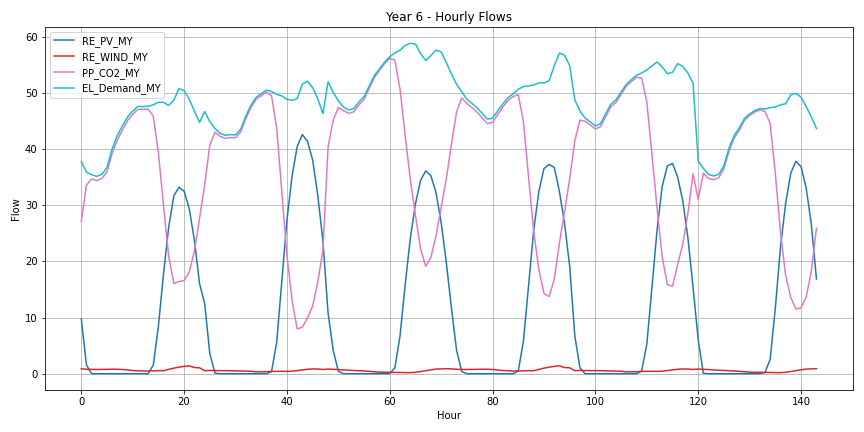 Year 6 - Hourly Flows
RE_PV_MY
RE_WIND_MY
PP_CO2_MY
EL_Demand_MY
60
50
40
30
20
10
0
Flow
0 20 40 60 80 100 120 140
Hour